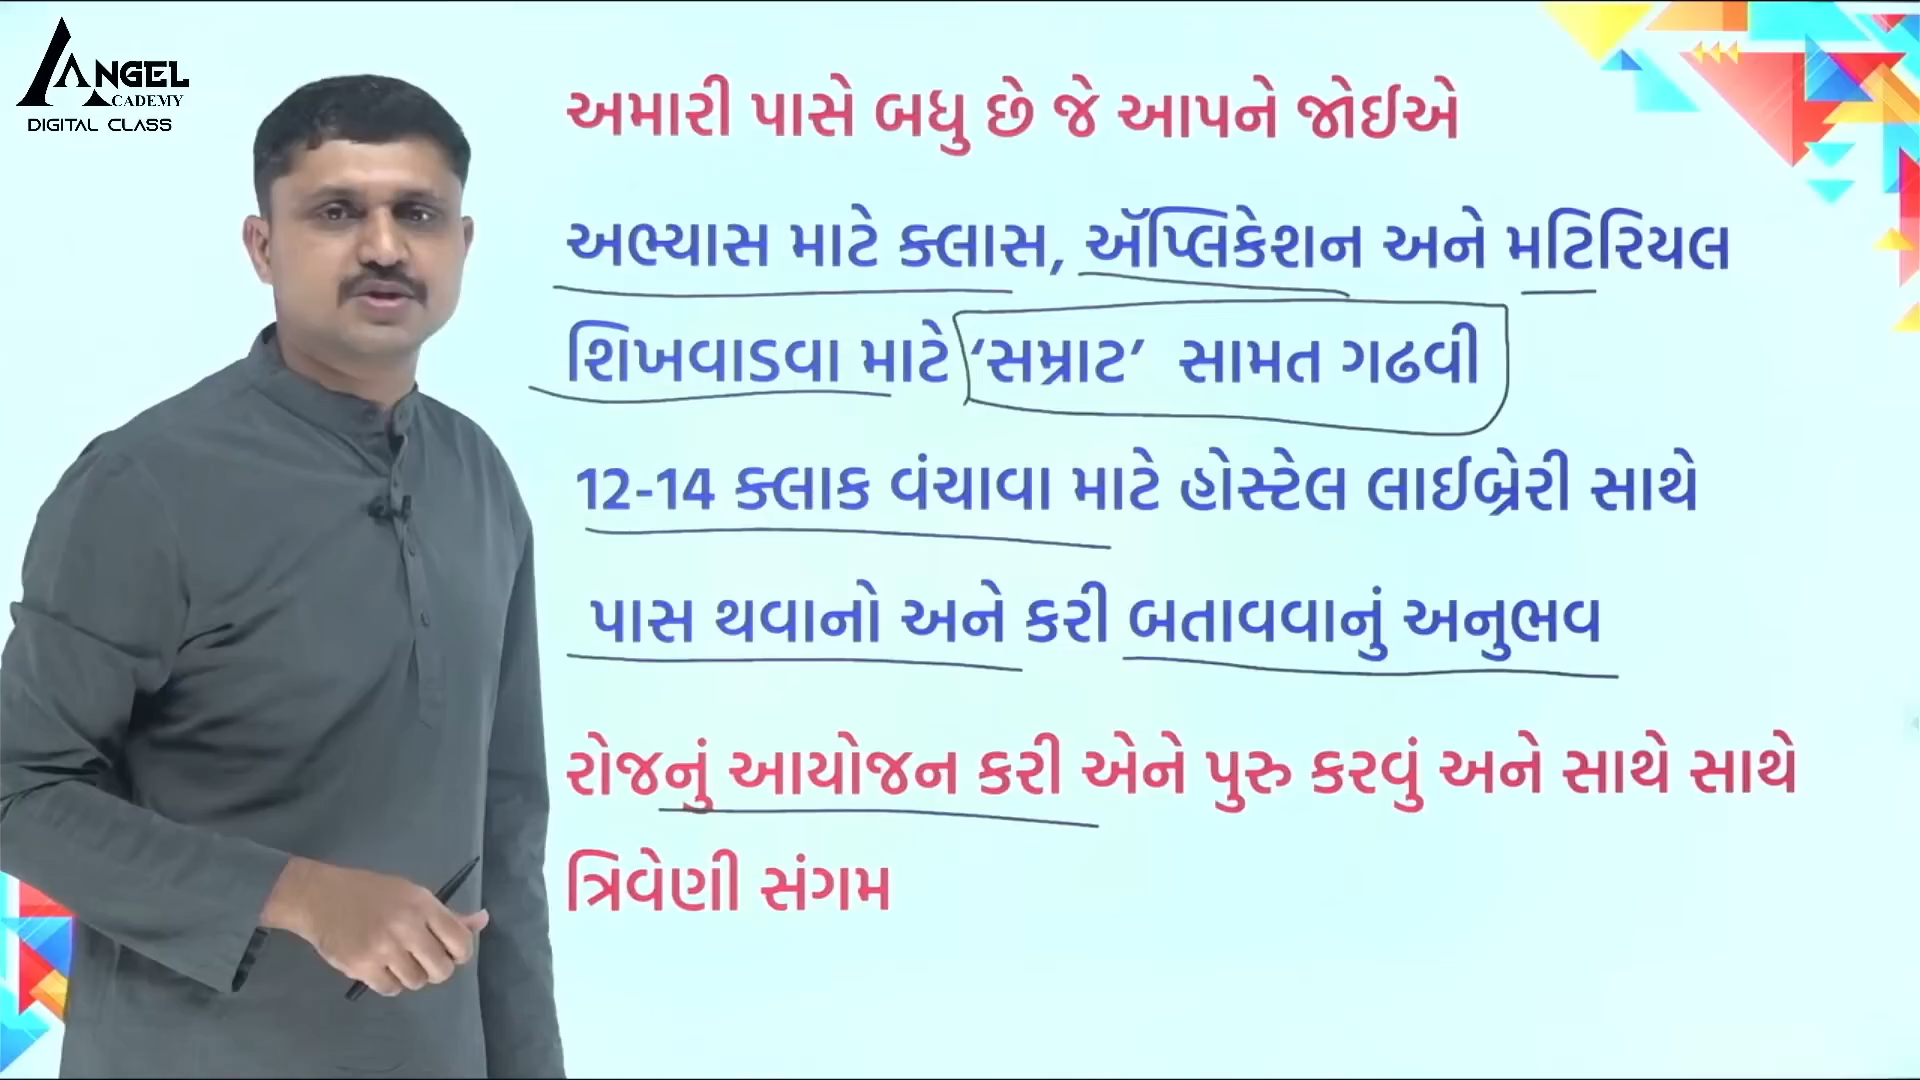 ANGEL
ACADEMY
DIGITAL CLASS
અમારી પાસે બધુ છે જે આપને જોઈએ
અભ્યાસ માટે ક્લાસ, ઍપ્લિકેશન અને મટિરિયલ
શિખવાડવા માટે ‘સમ્રાટ’ સામત ગઢવી
12-14 કલાક વંચાવા માટે હોસ્ટેલ લાઈબ્રેરી સાથે
પાસ થવાનો અને કરી બતાવવાનું અનુભવ
રોજનું આયોજન કરી એને પુરુ કરવું અને સાથે સાથે
ત્રિવેણી સંગમ